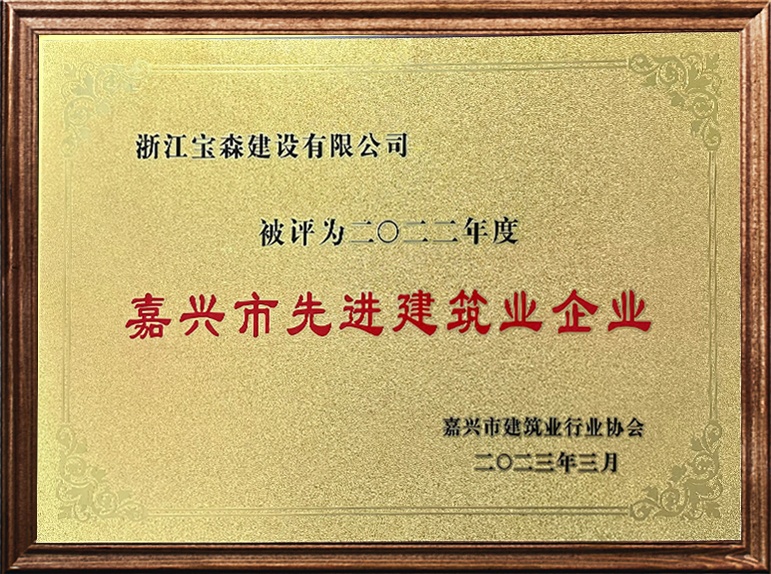 浙江宝森建设有限公司
被评为二〇二二年度
嘉兴市先进建筑业企业
嘉兴市建筑业行业协会
二〇二三年三月